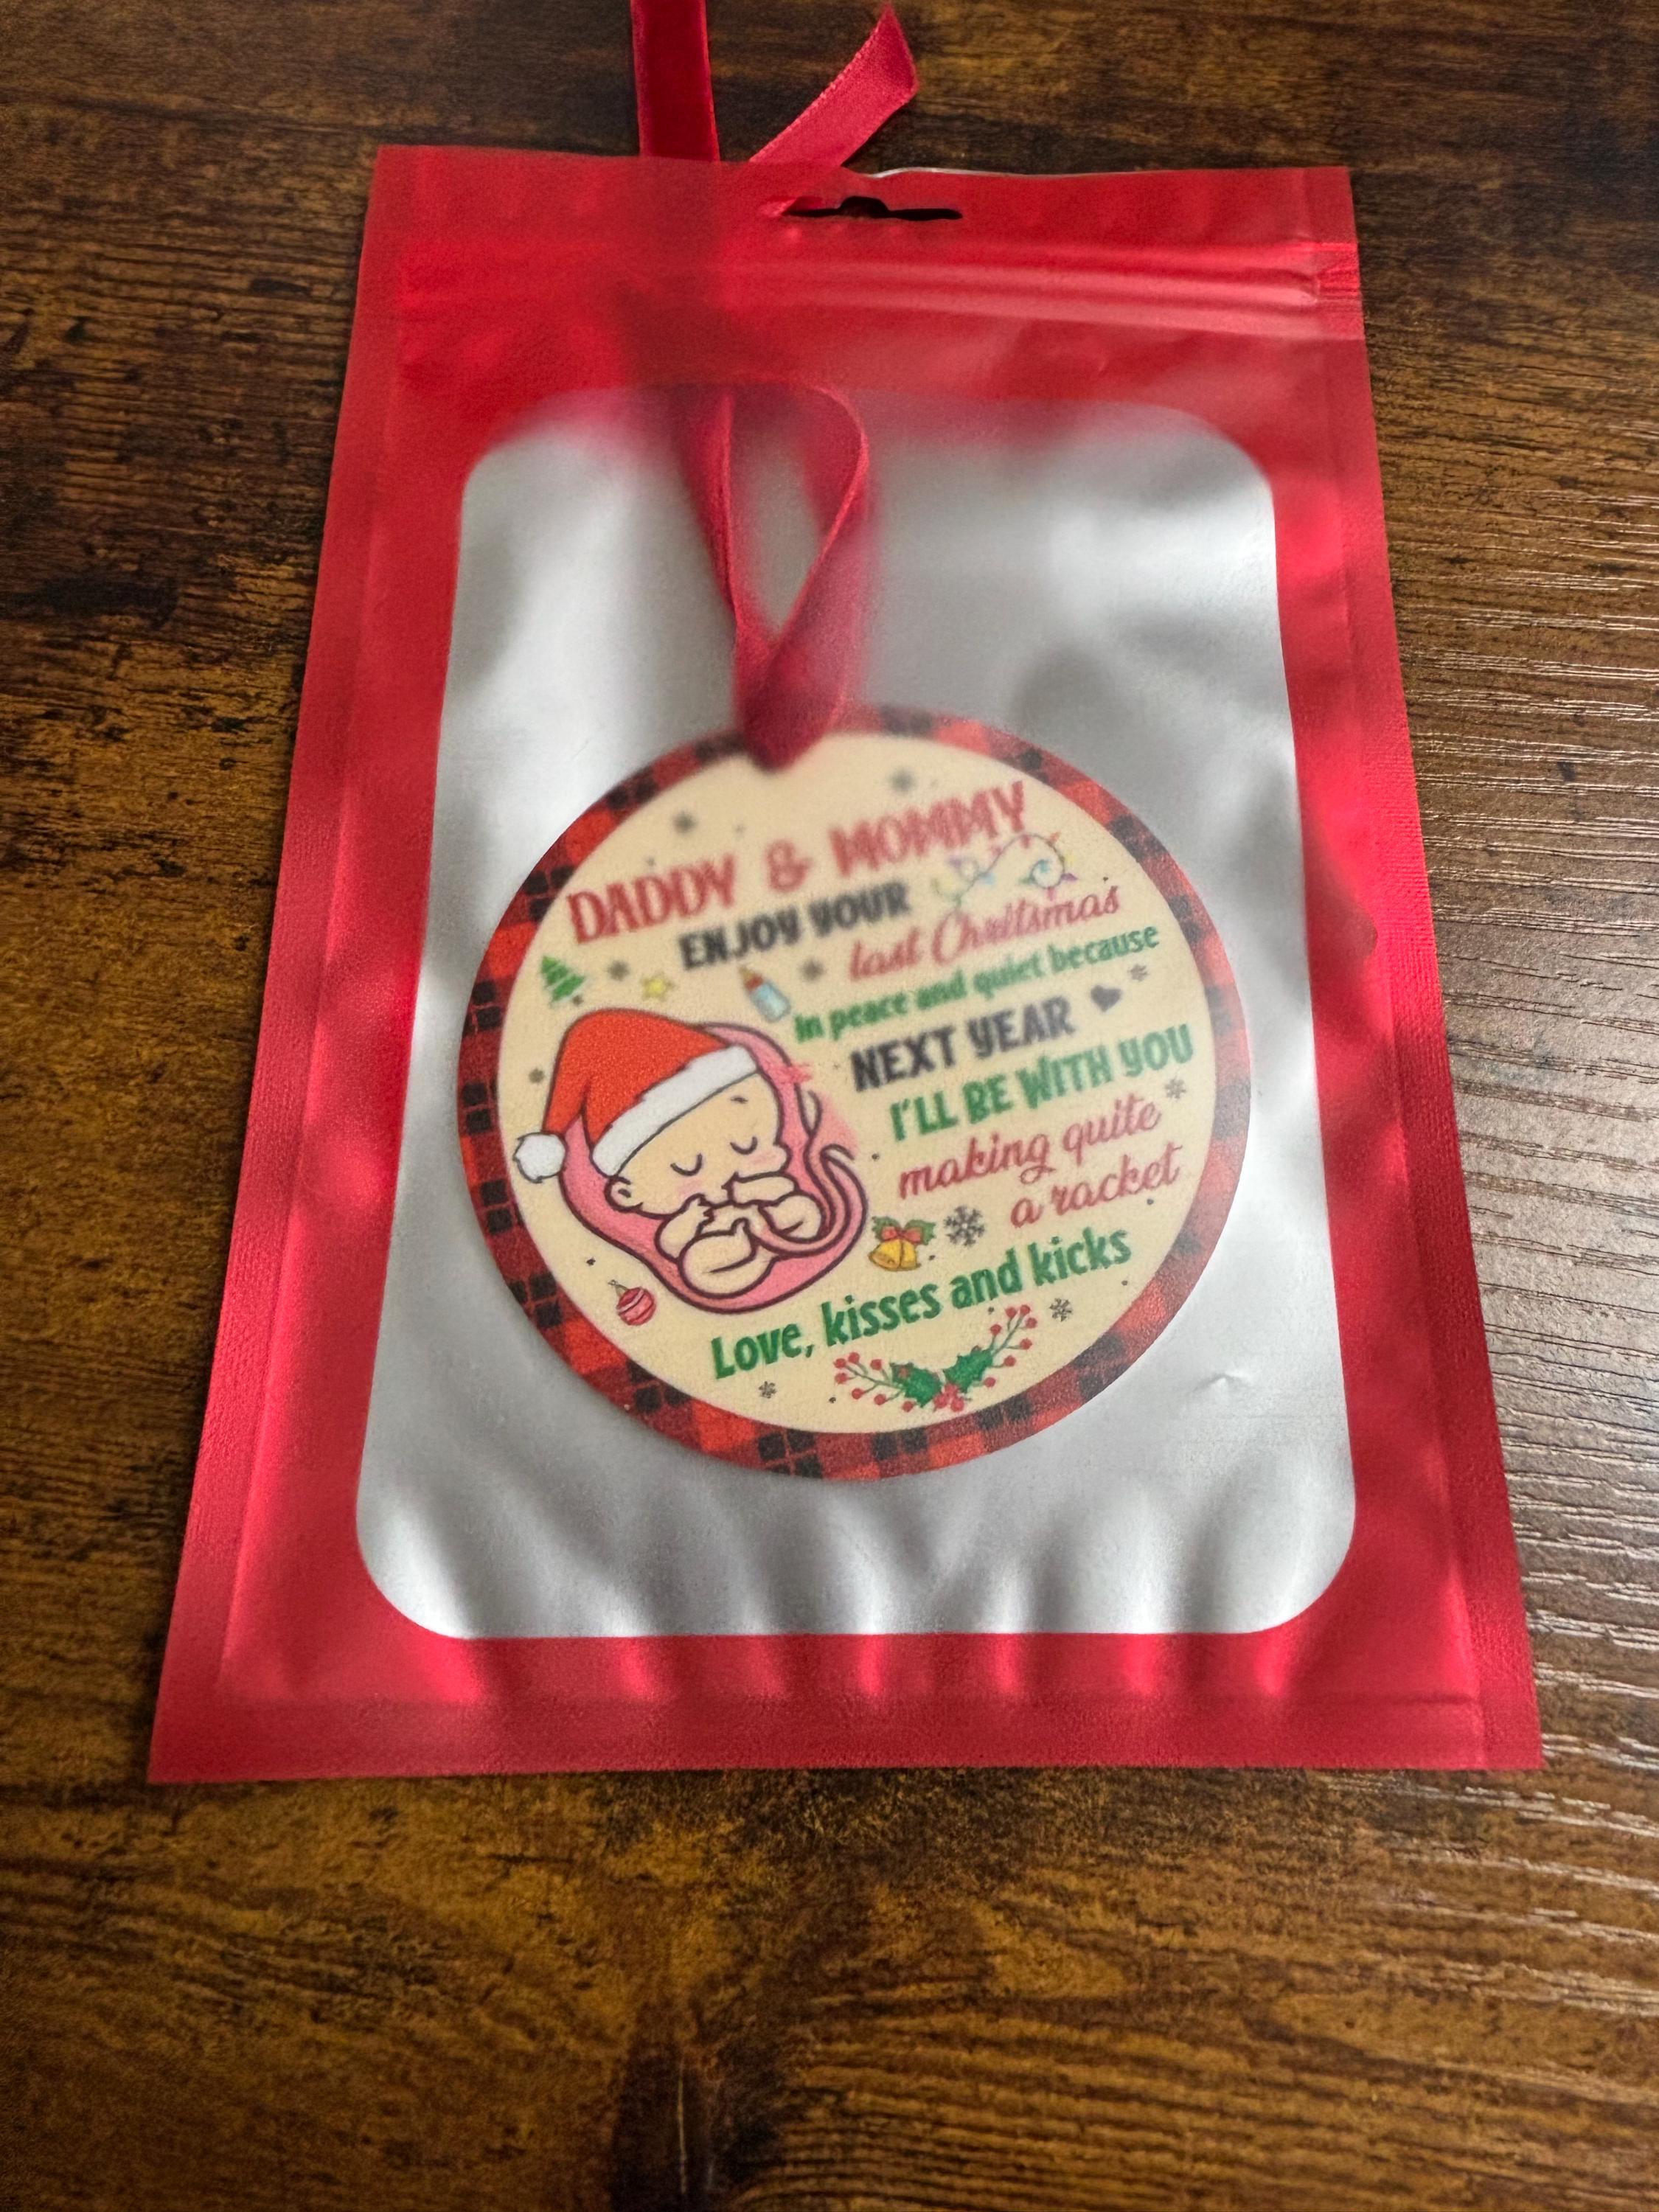 DADDY & MOMMY
ENJOY YOUR
last Chritsmas
in peace and quiet because
NEXT YEAR
I'LL BE WITH YOU
making quite
a racket
Love, kisses and kicks